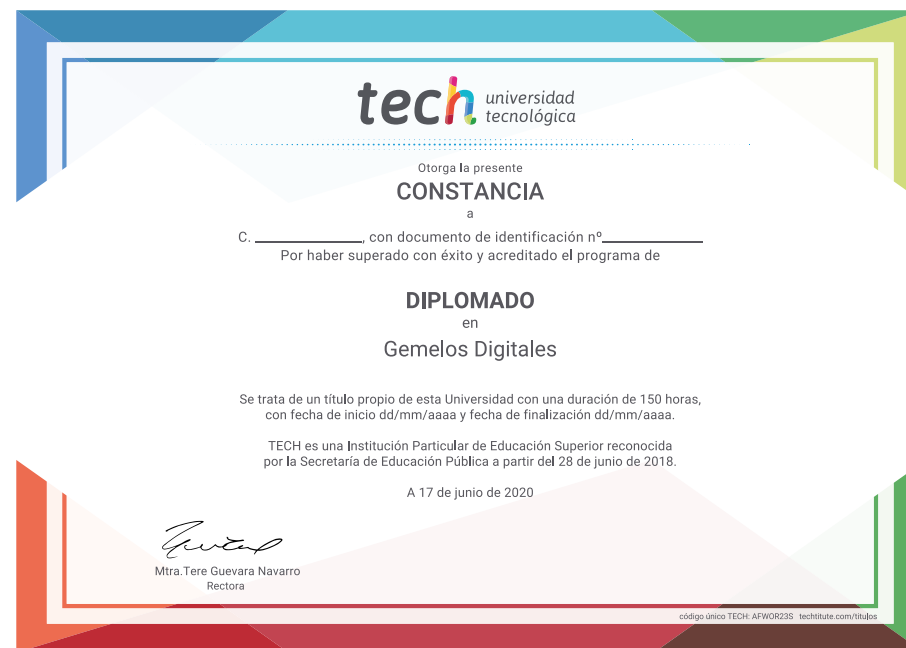 tech universidad
tecnológica
Otorga la presente
CONSTANCIA
a
C. ____________, con documento de identificación nº____________
Por haber superado con éxito y acreditado el programa de
DIPLOMADO
en
Gemelos Digitales
Se trata de un título propio de esta Universidad con una duración de 150 horas,
con fecha de inicio dd/mm/aaaa y fecha de finalización dd/mm/aaaa.
TECH es una Institución Particular de Educación Superior reconocida
por la Secretaría de Educación Pública a partir del 28 de junio de 2018.
A 17 de junio de 2020
Mtra.Tere Guevara Navarro
Rectora
código único TECH: AFWOR23S techtitute.com/titulos